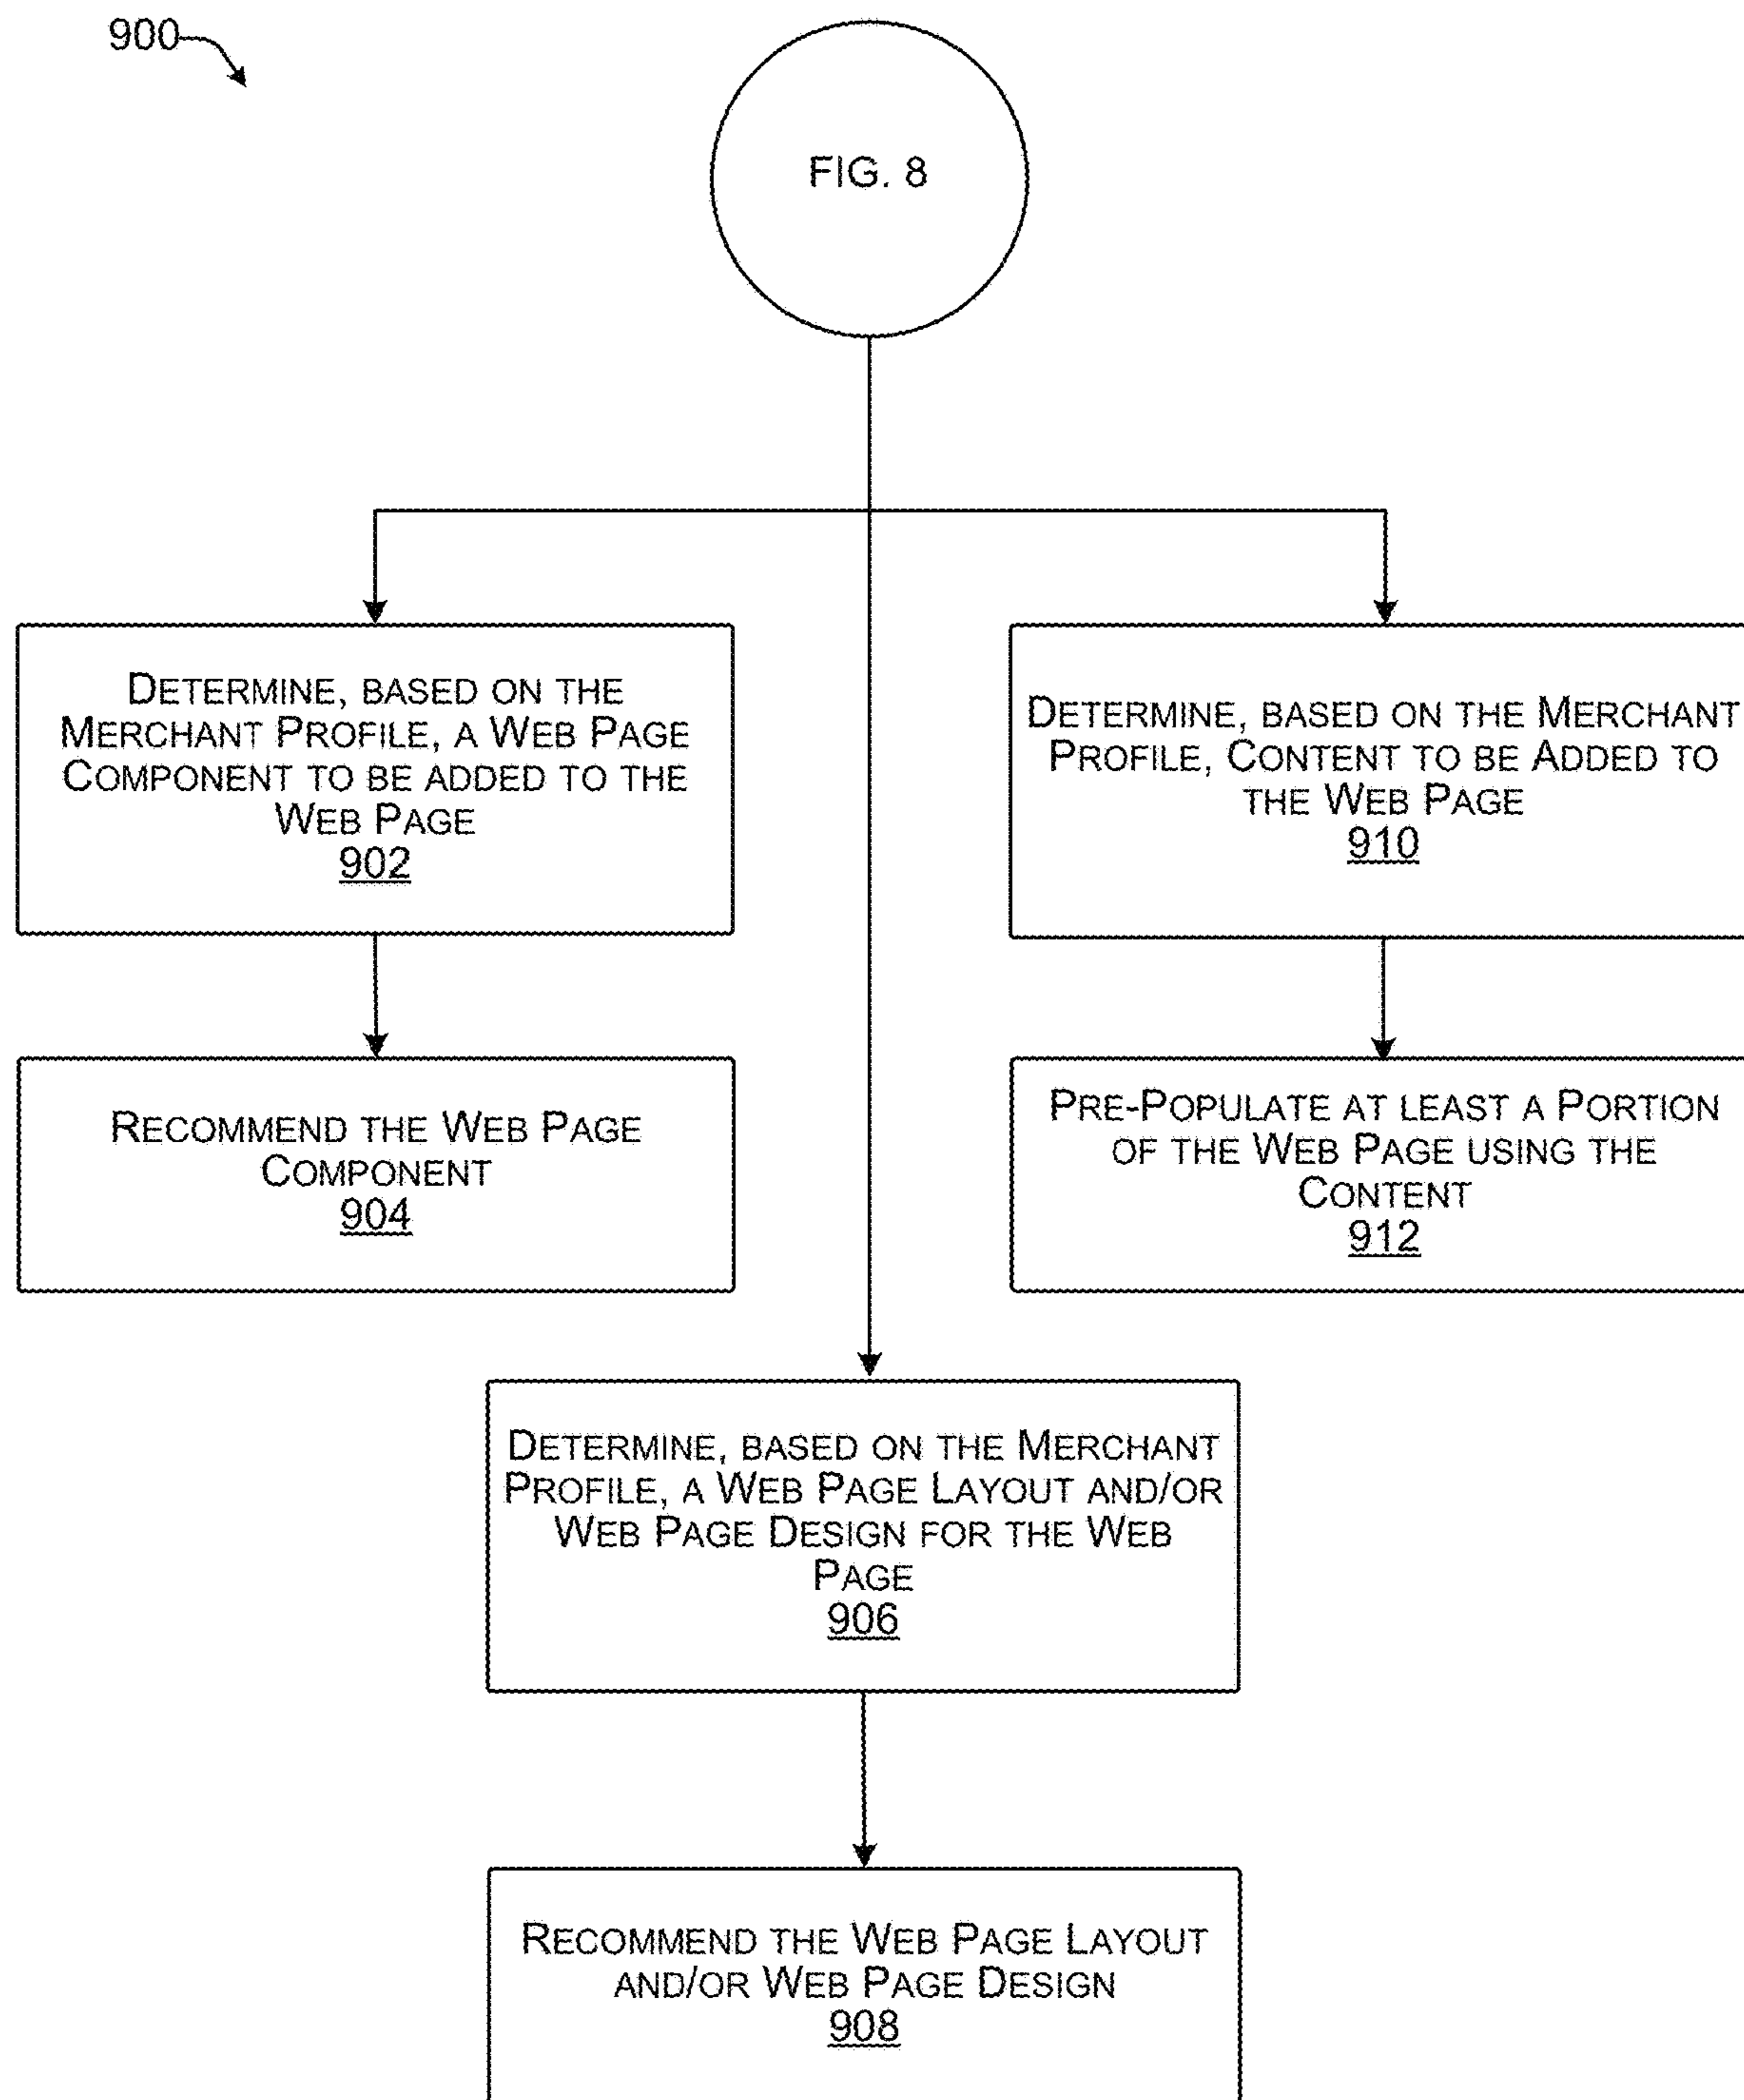 900
FIG. 8
DETERMINE, BASED ON THE
MERCHANT PROFILE, A WEB PAGE
COMPONENT TO BE ADDED TO THE
WEB PAGE
902
RECOMMEND THE WEB PAGE
COMPONENT
904
DETERMINE, BASED ON THE MERCHANT
PROFILE, CONTENT TO BE ADDED TO
THE WEB PAGE
910
PRE-POPULATE AT LEAST A PORTION
OF THE WEB PAGE USING THE
CONTENT
912
DETERMINE, BASED ON THE MERCHANT
PROFILE, A WEB PAGE LAYOUT AND/OR
WEB PAGE DESIGN FOR THE WEB
PAGE
906
RECOMMEND THE WEB PAGE LAYOUT
AND/OR WEB PAGE DESIGN
908